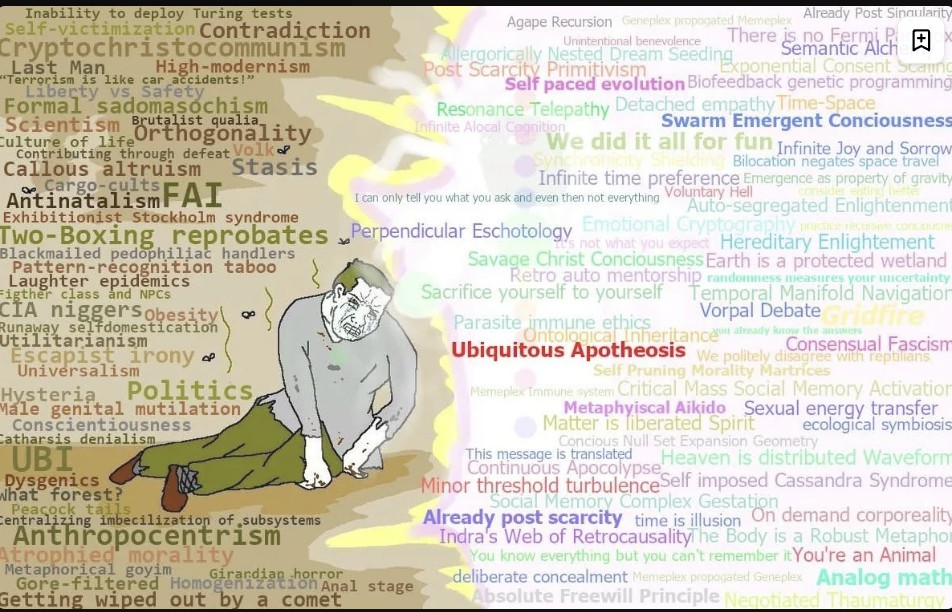 Inability to deploy Turing tests
Self-victimization
Contradiction
Cryptochristocommunism
Last Man
High-modernism
"Terrorism is like car accidents!"
Liberty vs Safety
Formal sadomasochism
Scientism
Brutalist qualia
Orthogonality
Culture of life
Volk
Contributing through defeat
Callous altruism
Stasis
Cargo-cults
FAI
Antinatalism
Exhibitionist Stockholm syndrome
Two-Boxing reprobates
Blackmailed pedophiliac handlers
Pattern-recognition taboo
Laughter epidemics
Figther class and NPCs
CIA niggers
Obesity
Runaway selfdomestication
Utilitarianism
Escapist irony
Universalism
Hysteria
Politics
Male genital mutilation
Conscientiousness
Catharsis denialism
UBI
Dysgenics
what forest?
Peacock tails
Centralizing imbecilization of subsystems
Anthropocentrism
Atrophied morality
Metaphorical goyim
Girandian horror
Gore-filtered
Homogenization
Anal stage
Getting wiped out by a comet
Agape Recursion
Geneplex propogated Memeplex
Already Post Singularity
Unintentional benevolence
There is no Fermi
Allergorically Nested Dream Seeding
Semantic
Post Scarcity Primitivism
Exponential Consent Scaling
Self paced evolution
Biofeedback genetic programming
Resonance Telepathy
Detached empathy
Time-Space
Infinite Alocal Cognition
Swarm Emergent Conciousness
We did it all for fun
Infinite Joy and Sorrow
Synchronicity Shielding
Bilocation negates space travel
Infinite time preference
Emergence as property of gravity
Voluntary Hell
consider eating better
I can only tell you what you ask and even then not everything
Auto-segregated Enlightenment
Perpendicular Eschotology
Emotional Cryptography
practice recursive
It's not what you expect
Hereditary Enlightement
Savage Christ Conciousness
Earth is a protected wetland
Retro auto mentorship
randomness measures your uncertainty
Sacrifice yourself to yourself
Temporal Manifold Navigation
Vorpal Debate
Gridfire
Parasite immune ethics
you already know the answers
Ontological Inheritance
Consensual Fascism
Ubiquitous Apotheosis
We politely disagree with reptilians
Self Pruning Morality Martrices
Memeplex Immune system
Critical Mass Social Memory Activation
Metaphyiscal Aikido
Sexual energy transfer
Matter is liberated Spirit
ecological symbiosis
Concious Null Set Expansion Geometry
This message is translated
Heaven is distributed Waveform
Continuous Apocolypse
Minor threshold turbulence
Self imposed Cassandra Syndrome
Social Memory Complex Gestation
Already post scarcity
time is illusion
On demand corporeality
Indra's Web of Retrocausality
The Body is a Robust Metaphor
You know everything but you can't remember it
You're an Animal
deliberate concealment
Memeplex propogated Geneplex
Agalog math
Absolute Freewill Principle
Negotiated Thaumaturgy